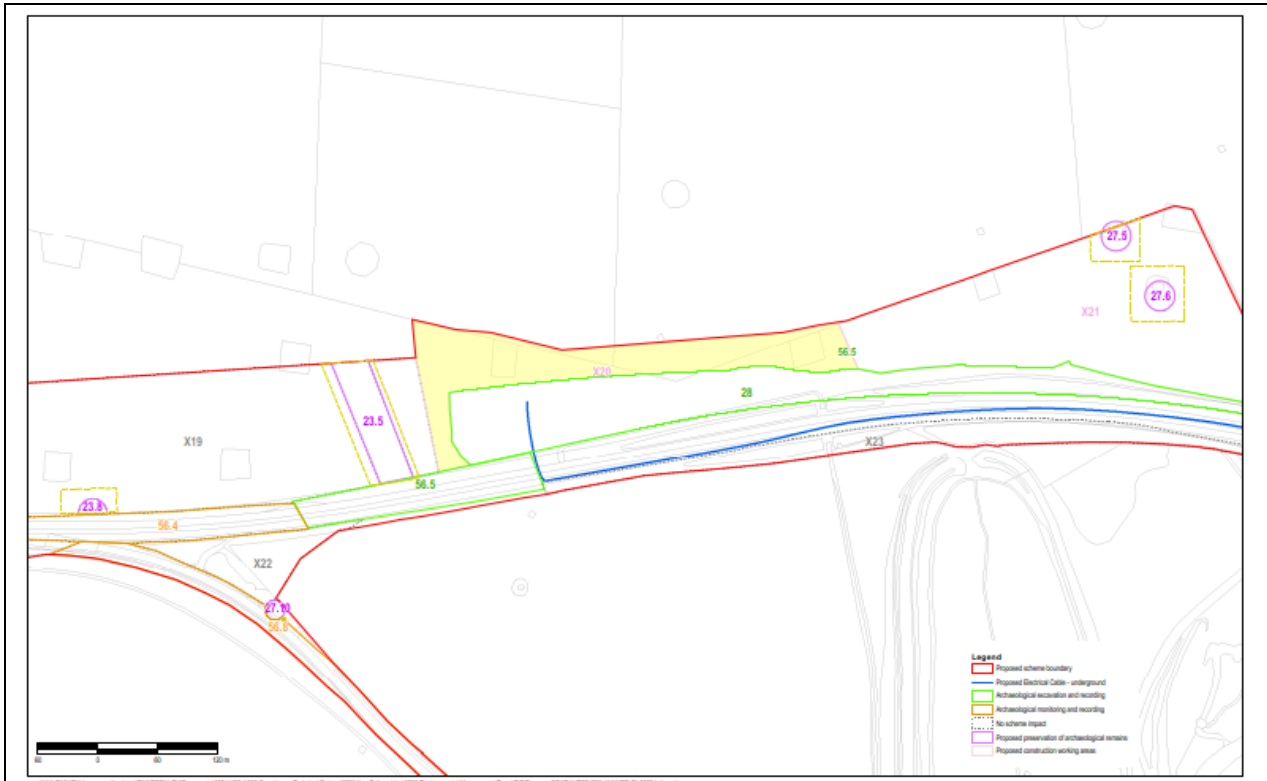 27.5
27.6
X21
56.5
X20
28
23.5
X19
X23
56.5
23.8
56.4
X22
27.10
56.8
Legend
Proposed scheme boundary
Proposed Electrical Cable - underground
Archaeological excavation and recording
Archaeological monitoring and recording
No scheme impact
Proposed preservation of archaeological remains
Proposed construction working areas
60 0 60 120 m